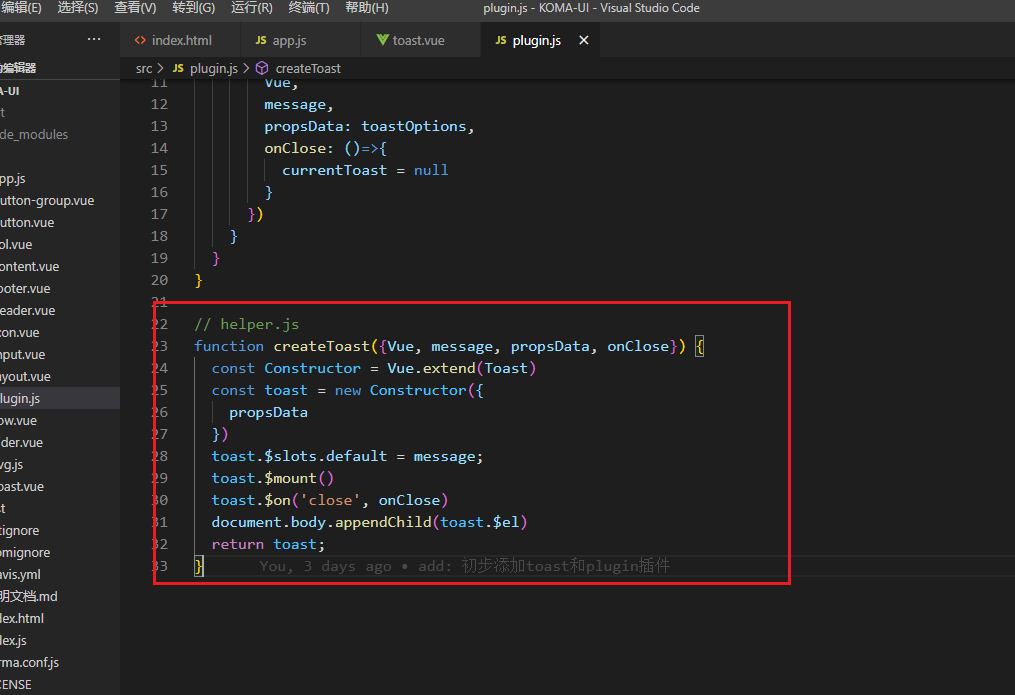 编辑(E) 选择(S) 查看(V) 转到(G) 运行(R) 终端(T) 帮助(H) plugin.js - KOMA-UI - Visual Studio Code
管理器 ···
index.html JS app.js toast.vue JS plugin.js ×
编辑器
src > JS plugin.js > createToast
A-UI
t
de_modules
pp.js
utton-group.vue
utton.vue
ol.vue
ontent.vue
ooter.vue
eader.vue
con.vue
nput.vue
ayout.vue
lugin.js
ow.vue
der.vue
vg.js
oast.vue
st
tignore
pmignore
avis.yml
明文档.md
dex.html
dex.js
rma.conf.js
CENSE
11 Vue,
12 message,
13 propsData: toastOptions,
14 onClose: ()=>{
15 currentToast = null
16 }
17 })
18 }
19 }
20 }
21
22 // helper.js
23 function createToast({Vue, message, propsData, onClose}) {
24 const Constructor = Vue.extend(Toast)
25 const toast = new Constructor({
26 propsData
27 })
28 toast.$slots.default = message;
29 toast.$mount()
30 toast.$on('close', onClose)
31 document.body.appendChild(toast.$el)
32 return toast;
33 } You, 3 days ago • add: 初步添加toast和plugin插件